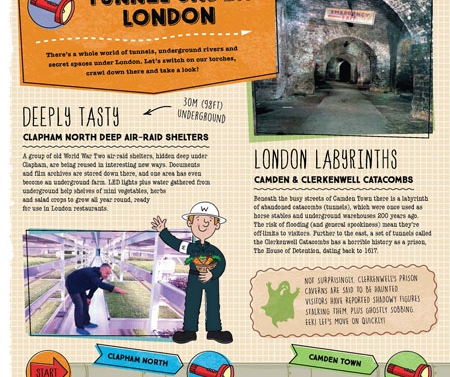 LONDON
There's a whole world of tunnels, underground rivers and
secret spaces under London. Let's switch on our torches,
crawl down there and take a look!
EMERGENCY
DEEPLY TASTY
30M (98FT)
UNDERGROUND
CLAPHAM NORTH DEEP AIR-RAID SHELTERS
A group of old World War Two air-raid shelters, hidden deep under
Clapham, are being reused in interesting new ways. Documents
and film archives are stored down there, and one area has even
become an underground farm. LED lights plus water gathered from
underground help shelves of mini vegetables, herbs
and salad crops to grow all year round, ready
for use in London restaurants.
W
LONDON LABYRINTHS
CAMDEN & CLERKENWELL CATACOMBS
Beneath the busy streets of Camden Town there is a labyrinth
of abandoned catacombs (tunnels), which were once used as
horse stables and underground warehouses 200 years ago.
The risk of flooding (and general spookiness) mean they're
off limits to visitors. Further to the east, a set of tunnels called
the Clerkenwell Catacombs has a horrible history as a prison,
The House of Detention, dating back to 1617.
NOT SURPRISINGLY, CLERKENWELL'S PRISON
CAVERNS ARE SAID TO BE HAUNTED.
VISITORS HAVE REPORTED SHADOWY FIGURES
STALKING THEM, PLUS GHOSTLY SOBBING.
EEK! LET'S MOVE ON QUICKLY!
START
CLAPHAM NORTH
CAMDEN TOWN